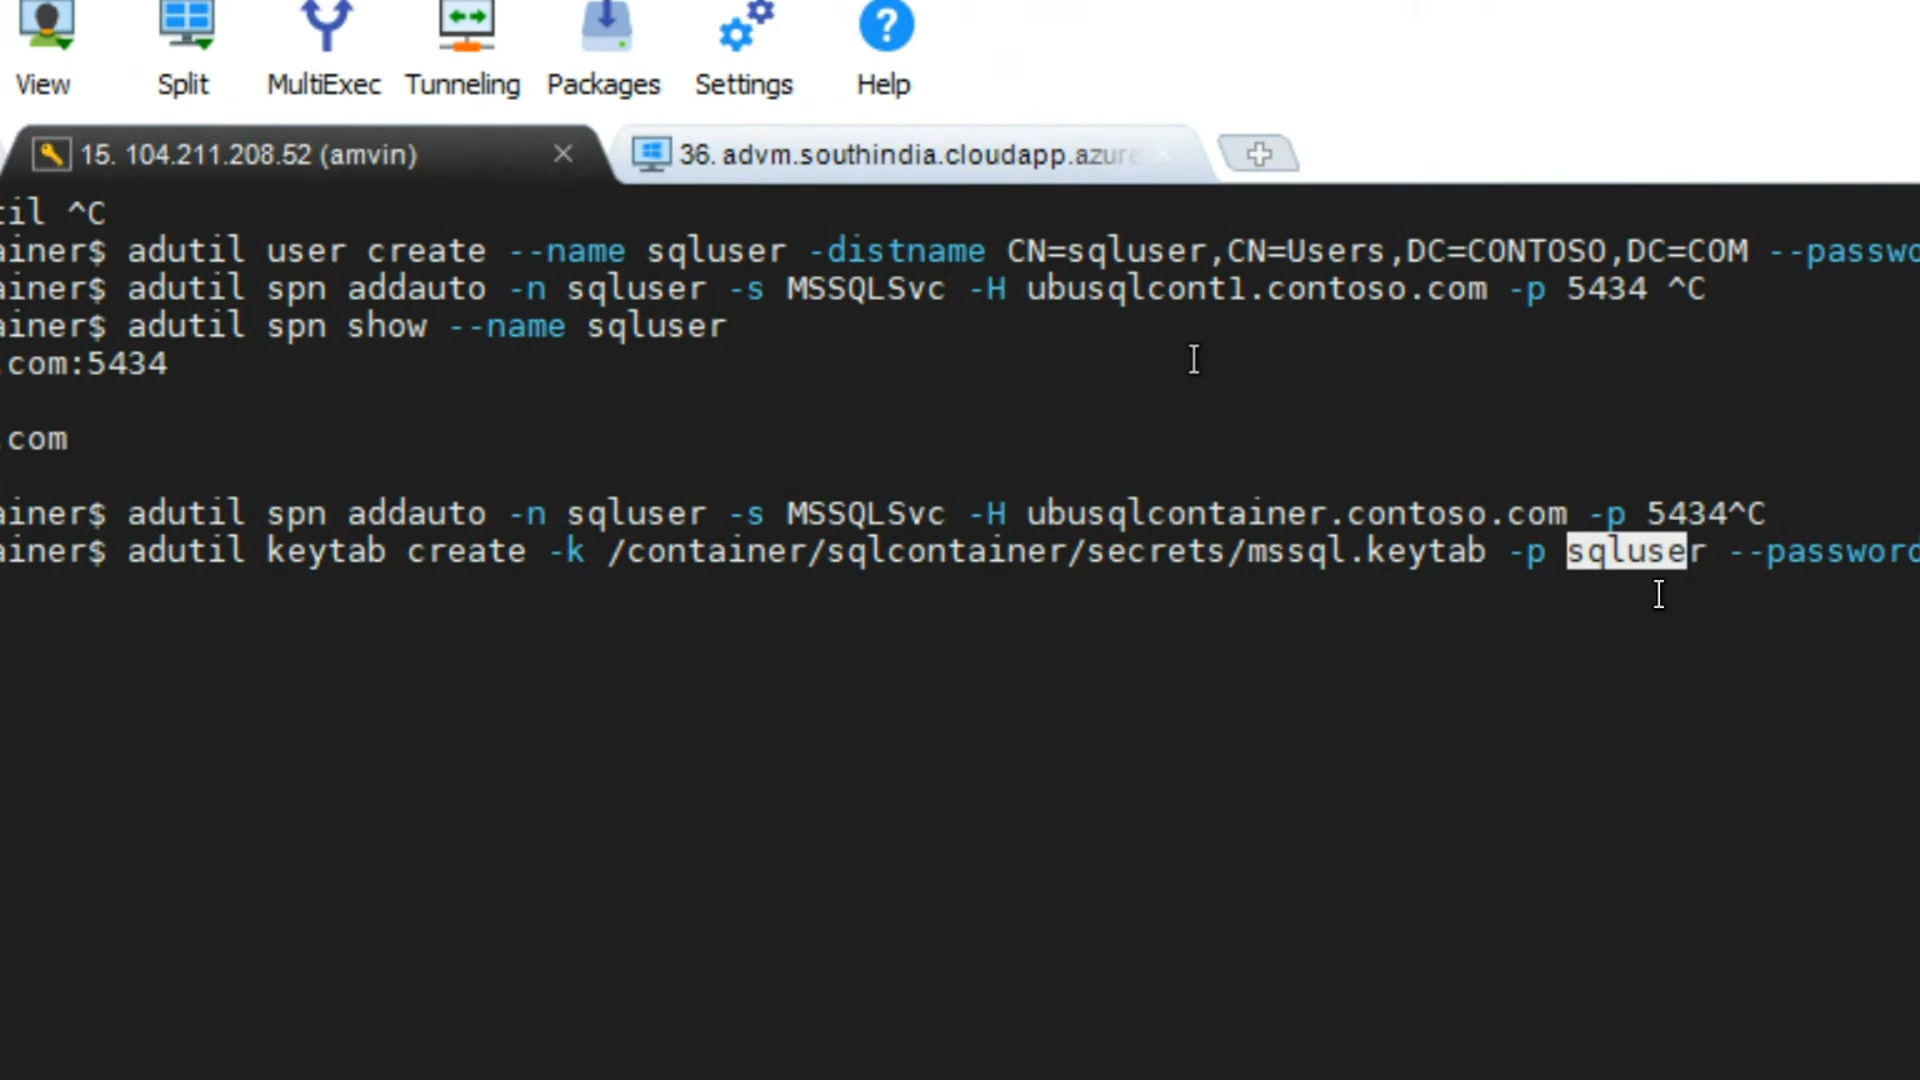 View
Split
MultiExec
Tunneling
Packages
Settings
Help
15. 104.211.208.52 (amvin)
36. advm.southindia.cloudapp.azure
til ^C
ainer$ adutil user create --name sqluser -distname CN=sqluser,CN=Users,DC=CONTOSO,DC=COM --passwo
ainer$ adutil spn addauto -n sqluser -s MSSQLSvc -H ubusqlcont1.contoso.com -p 5434 ^C
ainer$ adutil spn show --name sqluser
.com:5434
.com
ainer$ adutil spn addauto -n sqluser -s MSSQLSvc -H ubusqlcontainer.contoso.com -p 5434^C
ainer$ adutil keytab create -k /container/sqlcontainer/secrets/mssql.keytab -p sqluser --password